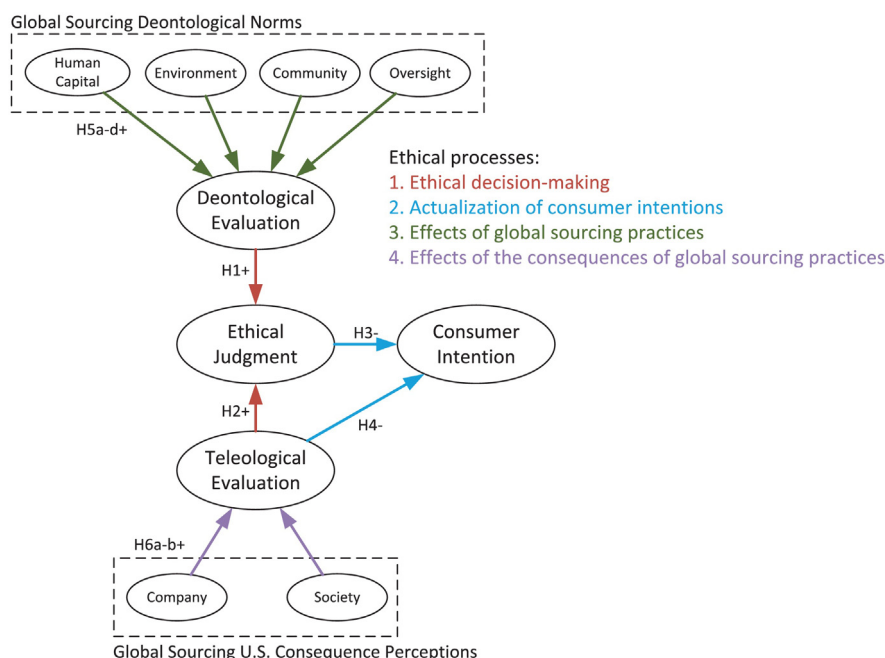 Global Sourcing Deontological Norms
Human
Capital
Environment
Community
Oversight
H5a-d+
Ethical processes:
1. Ethical decision-making
2. Actualization of consumer intentions
3. Effects of global sourcing practices
4. Effects of the consequences of global sourcing practices
Deontological
Evaluation
H1+
Ethical
Judgment
H3-
Consumer
Intention
H2+
H4-
Teleological
Evaluation
H6a-b+
Company
Society
Global Sourcing U.S. Consequence Perceptions